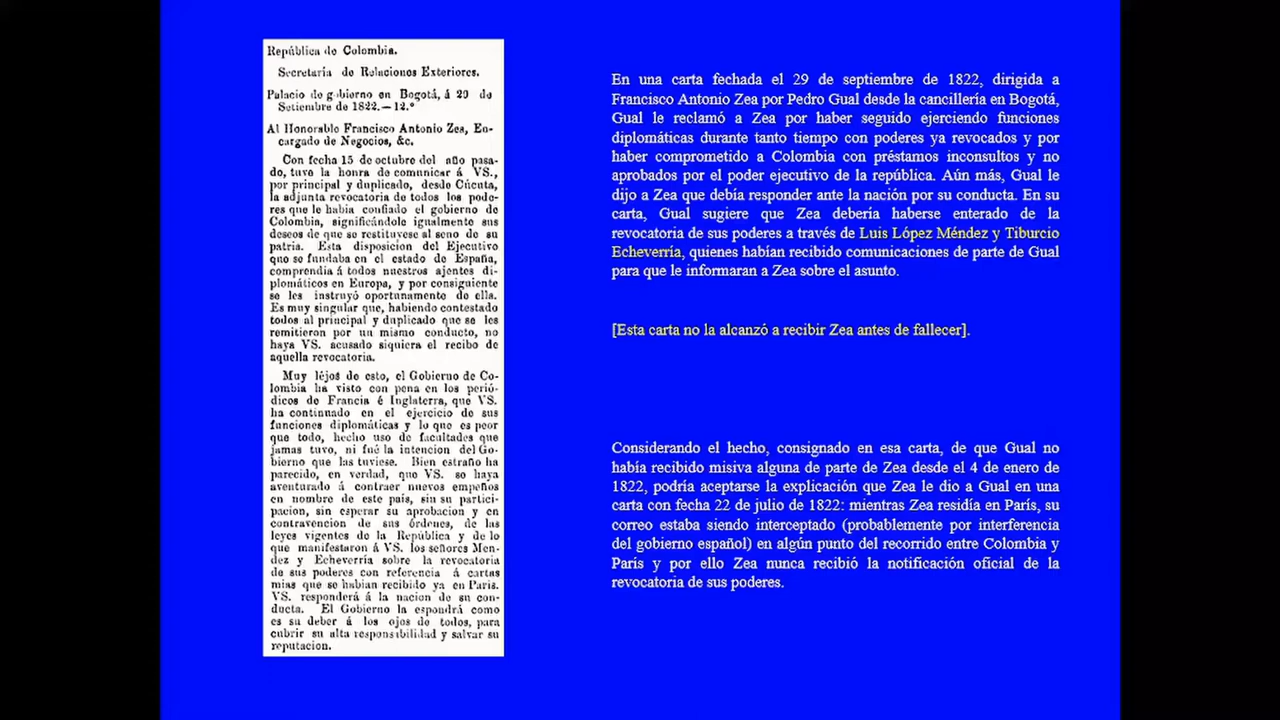 República de Colombia.
Secretaría de Relaciones Exteriores.
Palacio de gobierno en Bogotá, á 29 de
Setiembre de 1822.—12.°
Al Honorable Francisco Antonio Zea, En-
cargado de Negocios, &c.
Con fecha 15 de octubre del año pasa-
do, tuve la honra de comunicar á VS.,
por principal y duplicado, desde Cúcuta,
la adjunta revocatoria de todos los pode-
res que le habia confiado el gobierno de
Colombia, significándole igualmente sus
deseos de que se restituyese al seno de su
patria. Esta disposicion del Ejecutivo
que se fundaba en el estado de España,
comprendia á todos nuestros ajentes di-
plomáticos en Europa, y por consiguiente
se les instruyó oportunamente de ella.
Es muy singular que, habiendo contestado
todos al principal y duplicado que se les
remitieron por un mismo conducto, no
haya VS. acusado siquiera el recibo de
aquella revocatoria.
Muy léjos de esto, el Gobierno de Co-
lombia ha visto con pena en los perió-
dicos de Francia é Inglaterra, que VS.
ha continuado en el ejercicio de sus
funciones diplomáticas y lo que es peor
que todo, hecho uso de facultades que
jamas tuvo, ni fué la intencion del Go-
bierno que las tuviese. Bien estraño ha
parecido, en verdad, que VS. se haya
aventurado á contraer nuevos empeños
en nombre de este pais, sin su partici-
pacion, sin esperar su aprobacion y en
contravencion de sus órdenes, de las
leyes vigentes de la República y de lo
que manifestaron á VS. los señores Men-
dez y Echeverría sobre la revocatoria
de sus poderes con referencia á cartas
mias que se habian recibido ya en Paris.
VS. responderá á la nacion de su con-
ducta. El Gobierno la espondrá como
es su deber á los ojos de todos, para
cubrir su alta responsibilidad y salvar su
reputacion.
En una carta fechada el 29 de septiembre de 1822, dirigida a
Francisco Antonio Zea por Pedro Gual desde la cancillería en Bogotá,
Gual le reclamó a Zea por haber seguido ejerciendo funciones
diplomáticas durante tanto tiempo con poderes ya revocados y por
haber comprometido a Colombia con préstamos inconsultos y no
aprobados por el poder ejecutivo de la república. Aún más, Gual le
dijo a Zea que debía responder ante la nación por su conducta. En su
carta, Gual sugiere que Zea debería haberse enterado de la
revocatoria de sus poderes a través de Luis López Méndez y Tiburcio
Echeverría, quienes habían recibido comunicaciones de parte de Gual
para que le informaran a Zea sobre el asunto.
[Esta carta no la alcanzó a recibir Zea antes de fallecer].
Considerando el hecho, consignado en esa carta, de que Gual no
había recibido misiva alguna de parte de Zea desde el 4 de enero de
1822, podría aceptarse la explicación que Zea le dio a Gual en una
carta con fecha 22 de julio de 1822: mientras Zea residía en París, su
correo estaba siendo interceptado (probablemente por interferencia
del gobierno español) en algún punto del recorrido entre Colombia y
París y por ello Zea nunca recibió la notificación oficial de la
revocatoria de sus poderes.